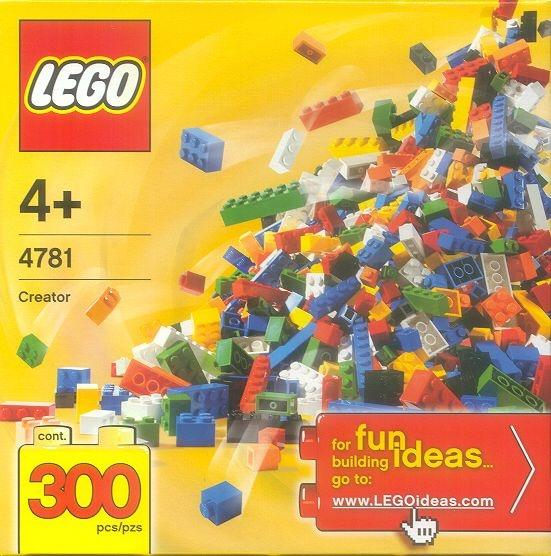 LEGO
4+
4781
Creator
cont.
300
pcs/pzs
for fun
building ideas...
go to:
www.LEGOideas.com